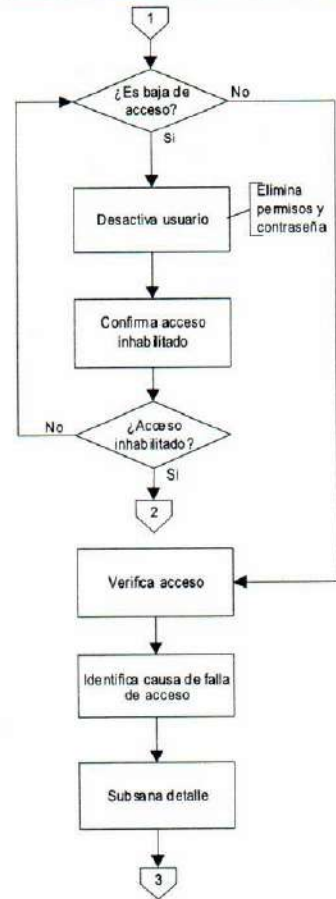 1
¿Es baja de
acceso?
No
Si
Desactiva usuario
Elimina
permisos y
contraseña
Confirma acceso
inhabilitado
No
¿Acceso
inhabilitado?
Si
2
Verifica acceso
Identifica causa de falla
de acceso
Subsana detalle
3